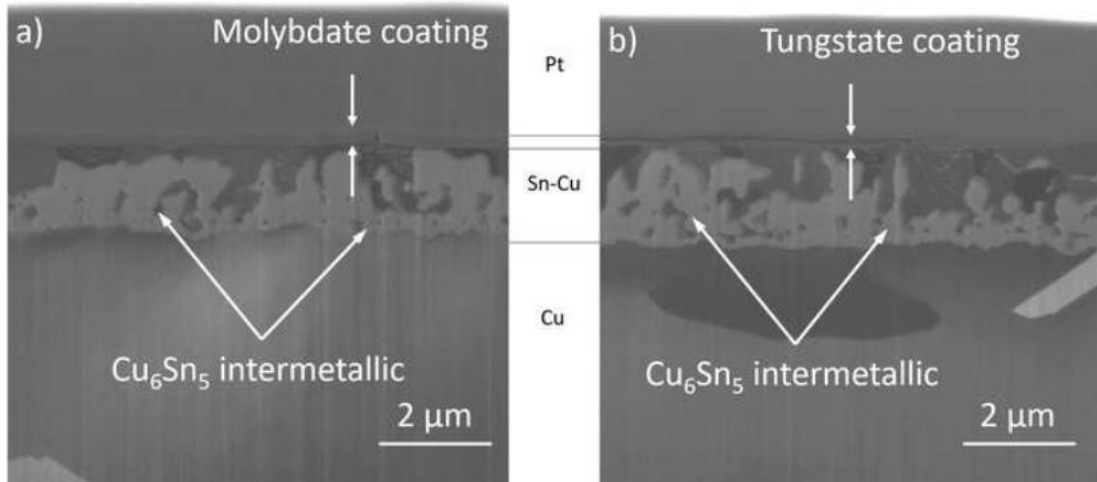 a)
Molybdate coating
Cu₆Sn₅ intermetallic
2 µm
Pt
Sn-Cu
Cu
b)
Tungstate coating
Cu₆Sn₅ intermetallic
2 µm